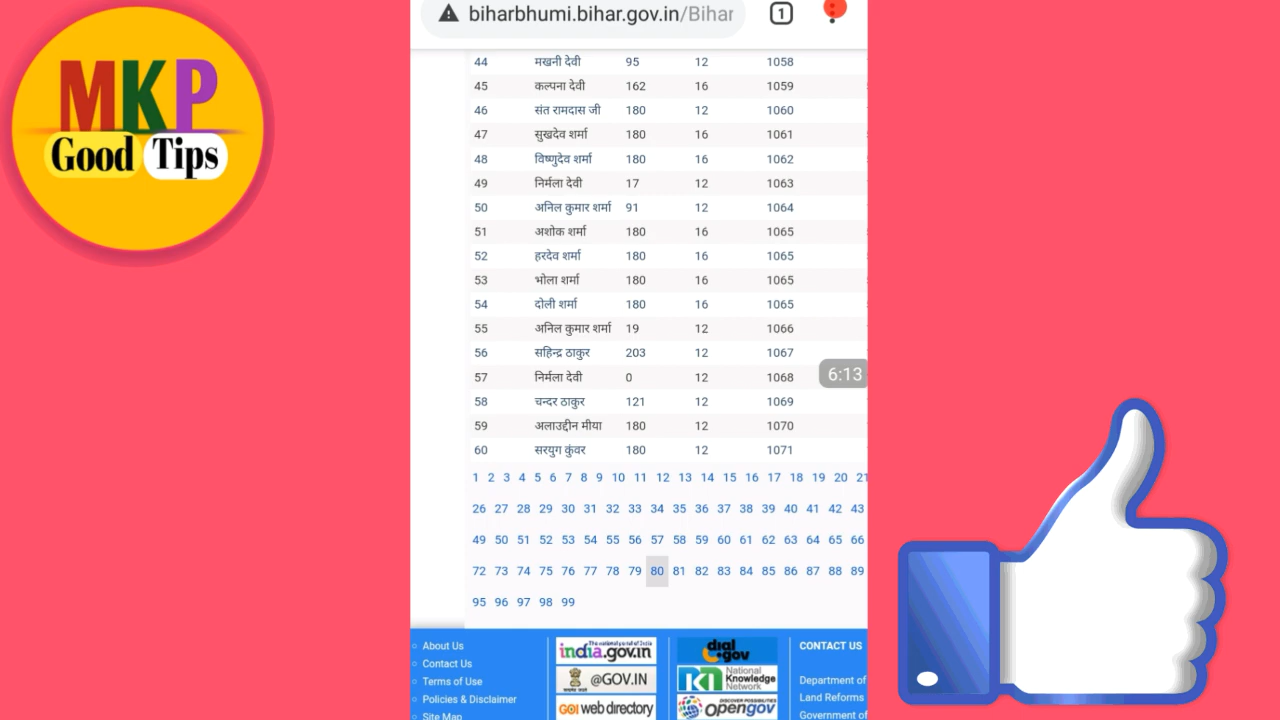 MKP
Good Tips
biharbhumi.bihar.gov.in/Bihar
1
44 मखनी देवी 95 12 1058
45 कल्पना देवी 162 16 1059
46 संत रामदास जी 180 12 1060
47 सुखदेव शर्मा 180 16 1061
48 विष्णुदेव शर्मा 180 16 1062
49 निर्मला देवी 17 12 1063
50 अनिल कुमार शर्मा 91 12 1064
51 अशोक शर्मा 180 16 1065
52 हरदेव शर्मा 180 16 1065
53 भोला शर्मा 180 16 1065
54 दोली शर्मा 180 16 1065
55 अनिल कुमार शर्मा 19 12 1066
56 सहिन्द्र ठाकुर 203 12 1067
57 निर्मला देवी 0 12 1068
6:13
58 चन्दर ठाकुर 121 12 1069
59 अलाउद्दीन मीया 180 12 1070
60 सरयुग कुंवर 180 12 1071
1 2 3 4 5 6 7 8 9 10 11 12 13 14 15 16 17 18 19 20 21
26 27 28 29 30 31 32 33 34 35 36 37 38 39 40 41 42 43
49 50 51 52 53 54 55 56 57 58 59 60 61 62 63 64 65 66
72 73 74 75 76 77 78 79 80 81 82 83 84 85 86 87 88 89
95 96 97 98 99
About Us
Contact Us
Terms of Use
Policies & Disclaimer
Site Map
The national portal of India
india.gov.in
@GOV.IN
GOI web directory
dial.gov
National
Knowledge
Network
DISCOVER POSSIBILITIES
Opengov
CONTACT US
Department of
Land Reforms
Government of